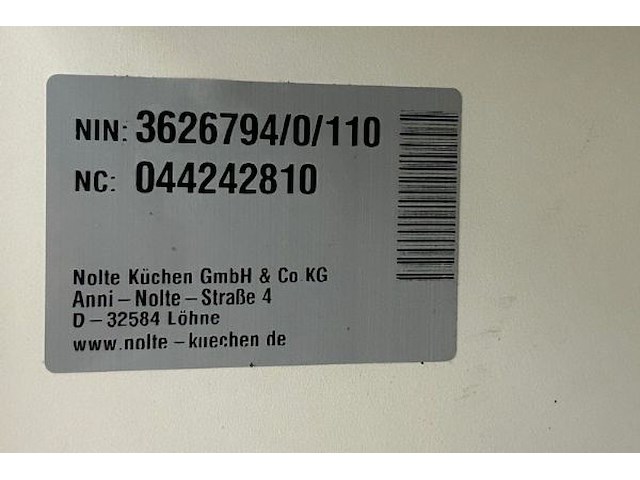 NIN: 3626794/0/110
NC: 044242810
Nolte Küchen GmbH & Co.KG
Anni – Nolte – Straße 4
D – 32584 Löhne
www.nolte – kuechen de